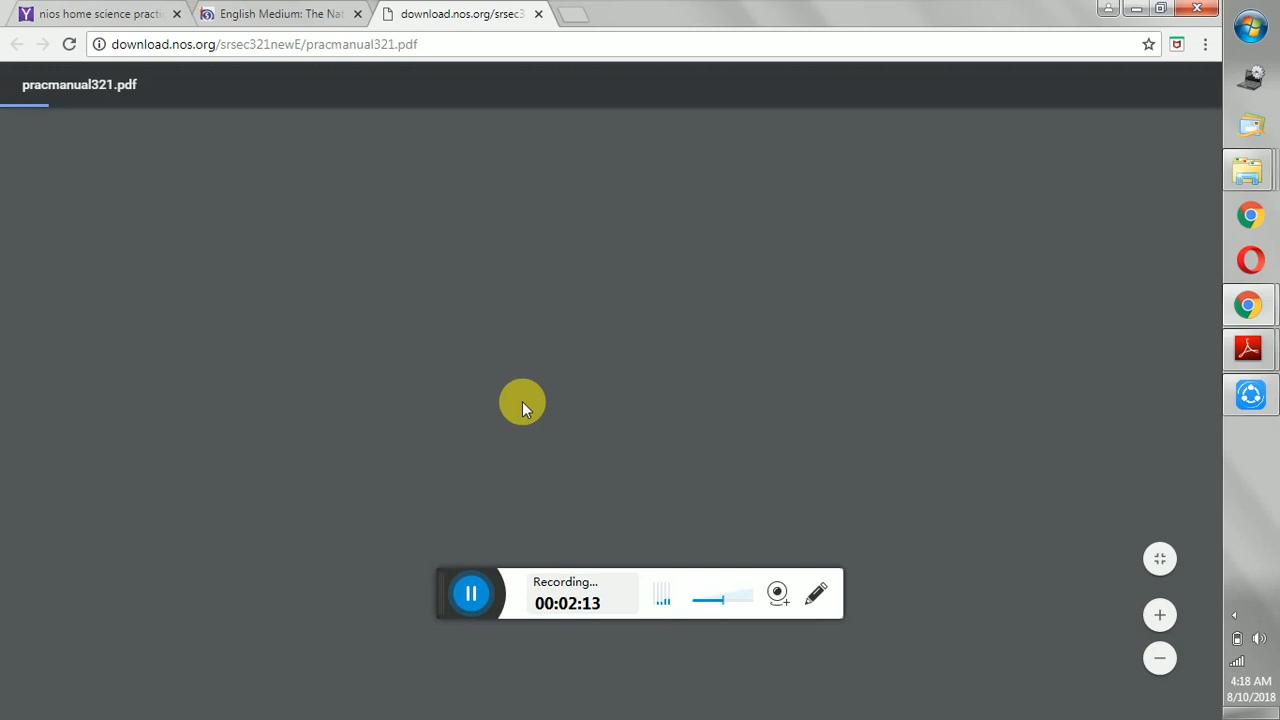 nios home science practi
English Medium: The Nat
download.nos.org/srsec3
download.nos.org/srsec321newE/pracmanual321.pdf
pracmanual321.pdf
Recording...
00:02:13
4:18 AM
8/10/2018